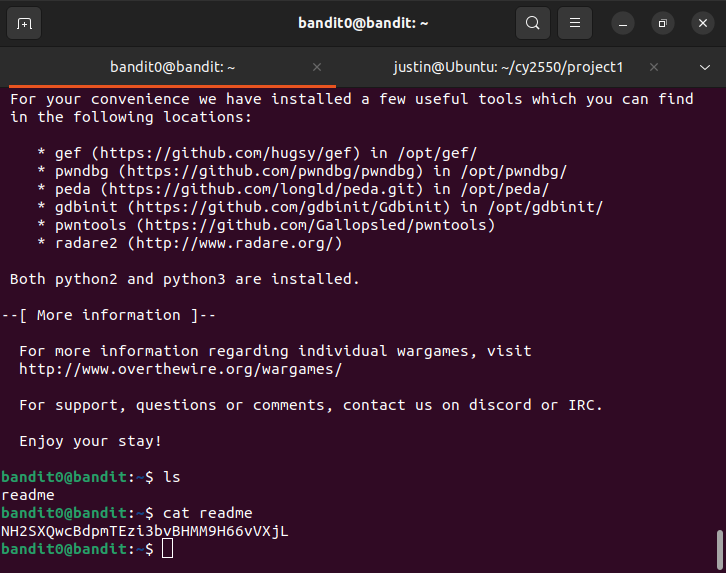 bandit0@bandit: ~
bandit0@bandit: ~
justin@Ubuntu: ~/cy2550/project1
For your convenience we have installed a few useful tools which you can find
in the following locations:
* gef (https://github.com/hugsy/gef) in /opt/gef/
* pwndbg (https://github.com/pwndbg/pwndbg) in /opt/pwndbg/
* peda (https://github.com/longld/peda.git) in /opt/peda/
* gdbinit (https://github.com/gdbinit/Gdbinit) in /opt/gdbinit/
* pwntools (https://github.com/Gallopsled/pwntools)
* radare2 (http://www.radare.org/)
Both python2 and python3 are installed.
--[ More information ]--
For more information regarding individual wargames, visit
http://www.overthewire.org/wargames/
For support, questions or comments, contact us on discord or IRC.
Enjoy your stay!
bandit0@bandit:~$ ls
readme
bandit0@bandit:~$ cat readme
NH2SXQwcBdpmTEzi3bvBHMM9H66vVXjL
bandit0@bandit:~$